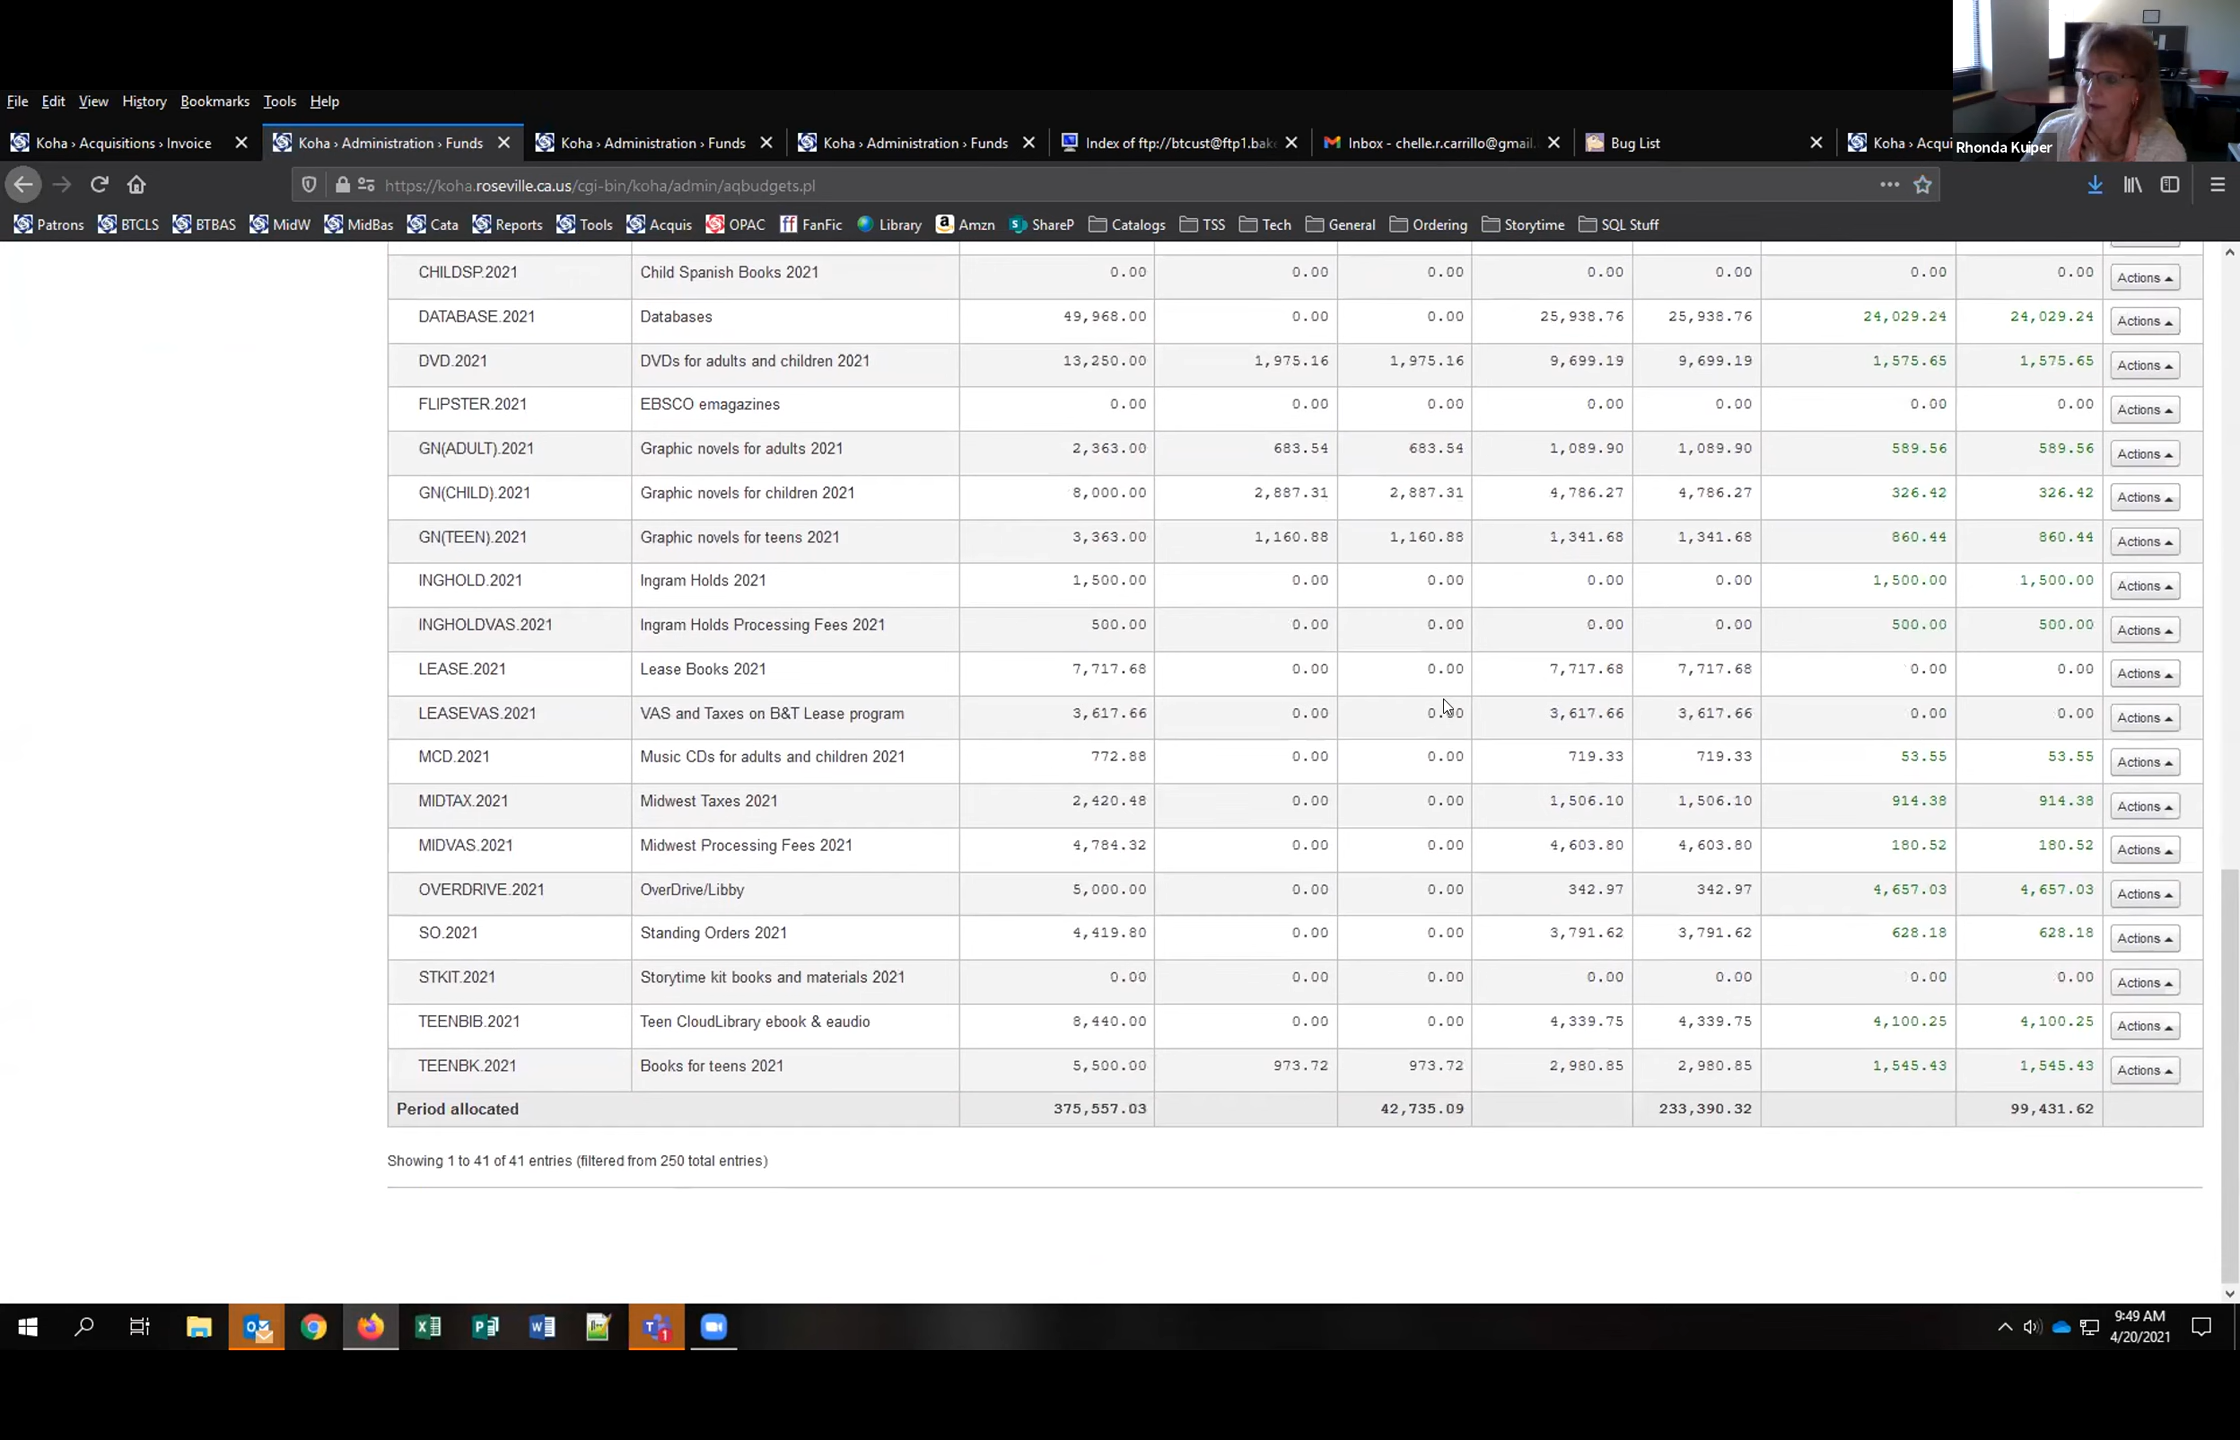 File Edit View History Bookmarks Tools Help
Koha › Acquisitions › Invoice Koha › Administration › Funds Koha › Administration › Funds Koha › Administration › Funds Index of ftp://btcust@ftp1.bak Inbox - chelle.r.carrillo@gmail. Bug List Koha › Acqui
Rhonda Kuiper
https://koha.roseville.ca.us/cgi-bin/koha/admin/aqbudgets.pl
Patrons BTCLS BTBAS MidW MidBas Cata Reports Tools Acquis OPAC FanFic Library Amzn ShareP Catalogs TSS Tech General Ordering Storytime SQL Stuff
CHILDSP.2021 Child Spanish Books 2021 0.00 0.00 0.00 0.00 0.00 0.00 0.00 Actions
DATABASE.2021 Databases 49,968.00 0.00 0.00 25,938.76 25,938.76 24,029.24 24,029.24 Actions
DVD.2021 DVDs for adults and children 2021 13,250.00 1,975.16 1,975.16 9,699.19 9,699.19 1,575.65 1,575.65 Actions
FLIPSTER.2021 EBSCO emagazines 0.00 0.00 0.00 0.00 0.00 0.00 0.00 Actions
GN(ADULT).2021 Graphic novels for adults 2021 2,363.00 683.54 683.54 1,089.90 1,089.90 589.56 589.56 Actions
GN(CHILD).2021 Graphic novels for children 2021 8,000.00 2,887.31 2,887.31 4,786.27 4,786.27 326.42 326.42 Actions
GN(TEEN).2021 Graphic novels for teens 2021 3,363.00 1,160.88 1,160.88 1,341.68 1,341.68 860.44 860.44 Actions
INGHOLD.2021 Ingram Holds 2021 1,500.00 0.00 0.00 0.00 0.00 1,500.00 1,500.00 Actions
INGHOLDVAS.2021 Ingram Holds Processing Fees 2021 500.00 0.00 0.00 0.00 0.00 500.00 500.00 Actions
LEASE.2021 Lease Books 2021 7,717.68 0.00 0.00 7,717.68 7,717.68 0.00 0.00 Actions
LEASEVAS.2021 VAS and Taxes on B&T Lease program 3,617.66 0.00 0.00 3,617.66 3,617.66 0.00 0.00 Actions
MCD.2021 Music CDs for adults and children 2021 772.88 0.00 0.00 719.33 719.33 53.55 53.55 Actions
MIDTAX.2021 Midwest Taxes 2021 2,420.48 0.00 0.00 1,506.10 1,506.10 914.38 914.38 Actions
MIDVAS.2021 Midwest Processing Fees 2021 4,784.32 0.00 0.00 4,603.80 4,603.80 180.52 180.52 Actions
OVERDRIVE.2021 OverDrive/Libby 5,000.00 0.00 0.00 342.97 342.97 4,657.03 4,657.03 Actions
SO.2021 Standing Orders 2021 4,419.80 0.00 0.00 3,791.62 3,791.62 628.18 628.18 Actions
STKIT.2021 Storytime kit books and materials 2021 0.00 0.00 0.00 0.00 0.00 0.00 0.00 Actions
TEENBIB.2021 Teen CloudLibrary ebook & eaudio 8,440.00 0.00 0.00 4,339.75 4,339.75 4,100.25 4,100.25 Actions
TEENBK.2021 Books for teens 2021 5,500.00 973.72 973.72 2,980.85 2,980.85 1,545.43 1,545.43 Actions
Period allocated 375,557.03 42,735.09 233,390.32 99,431.62
Showing 1 to 41 of 41 entries (filtered from 250 total entries)
9:49 AM
4/20/2021